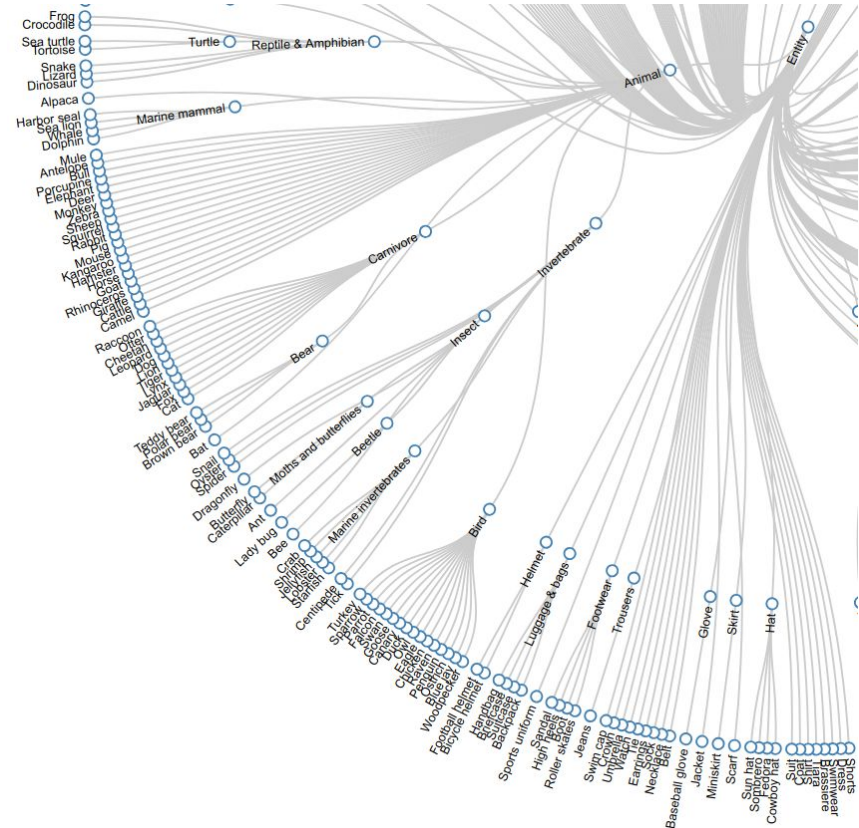 Frog
Crocodile
Sea turtle
Tortoise
Turtle
Reptile & Amphibian
Snake
Lizard
Dinosaur
Alpaca
Harbor seal
Sea lion
Whale
Dolphin
Marine mammal
Animal
Entity
Mule
Antelope
Bull
Porcupine
Elephant
Deer
Monkey
Zebra
Sheep
Squirrel
Rabbit
Pig
Mouse
Kangaroo
Hamster
Horse
Goat
Rhinoceros
Giraffe
Cattle
Camel
Carnivore
Invertebrate
Raccoon
Otter
Cheetah
Leopard
Dog
Lion
Tiger
Lynx
Jaguar
Fox
Cat
Bear
Insect
Teddy bear
Polar bear
Brown bear
Bat
Snail
Oyster
Spider
Dragonfly
Moths and butterflies
Butterfly
Caterpillar
Beetle
Ant
Lady bug
Bee
Marine invertebrates
Crab
Shrimp
Jellyfish
Lobster
Starfish
Centipede
Tick
Bird
Turkey
Sparrow
Parrot
Falcon
Swan
Goose
Canary
Duck
Owl
Eagle
Chicken
Raven
Penguin
Ostrich
Blue jay
Woodpecker
Helmet
Football helmet
Bicycle helmet
Luggage & bags
Handbag
Briefcase
Suitcase
Backpack
Sports uniform
Footwear
Sandal
High heels
Boot
Roller skates
Trousers
Jeans
Swim cap
Crown
Umbrella
Watch
Tie
Earrings
Sock
Necklace
Belt
Glove
Baseball glove
Jacket
Skirt
Miniskirt
Scarf
Hat
Sun hat
Sombrero
Fedora
Cowboy hat
Suit
Coat
Shirt
Tiara
Brassiere
Swimwear
Dress
Shorts